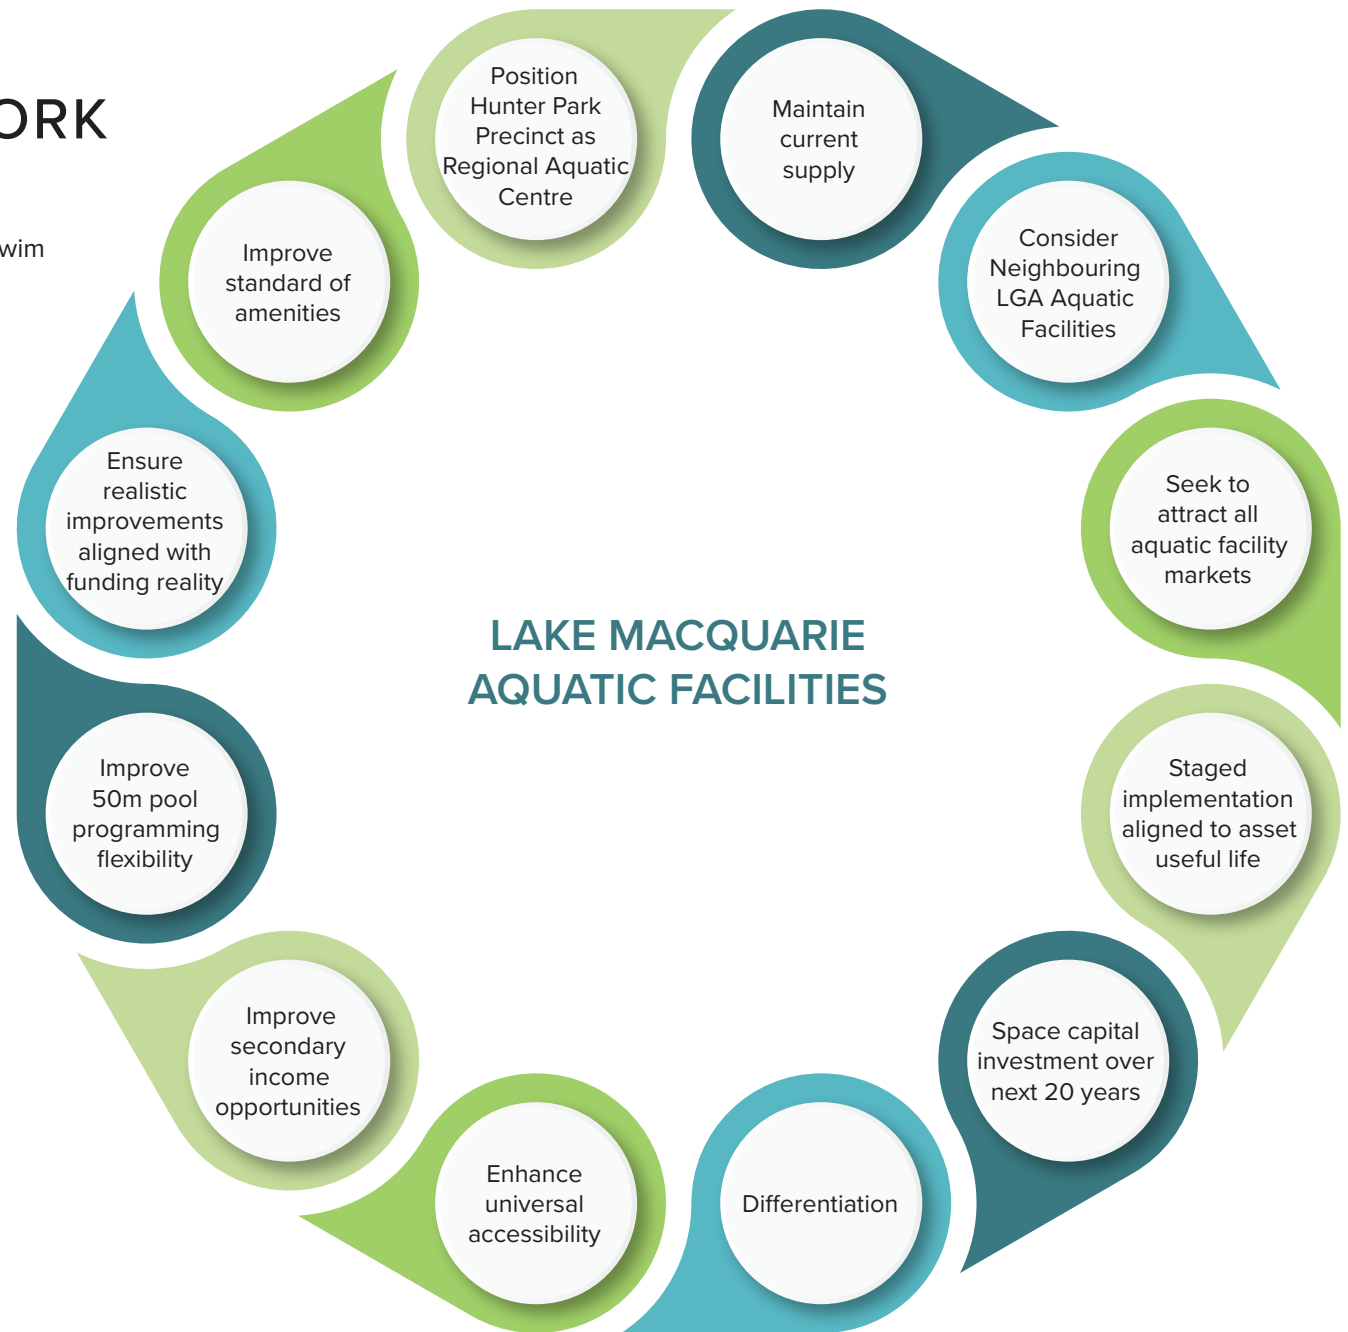 ORK
wim
Position
Hunter Park
Precinct as
Regional Aquatic
Centre
Maintain
current
supply
Consider
Neighbouring
LGA Aquatic
Facilities
Seek to
attract all
aquatic facility
markets
Staged
implementation
aligned to asset
useful life
Space capital
investment over
next 20 years
Differentiation
Enhance
universal
accessibility
Improve
secondary
income
opportunities
Improve
50m pool
programming
flexibility
Ensure
realistic
improvements
aligned with
funding reality
Improve
standard of
amenities
LAKE MACQUARIE
AQUATIC FACILITIES